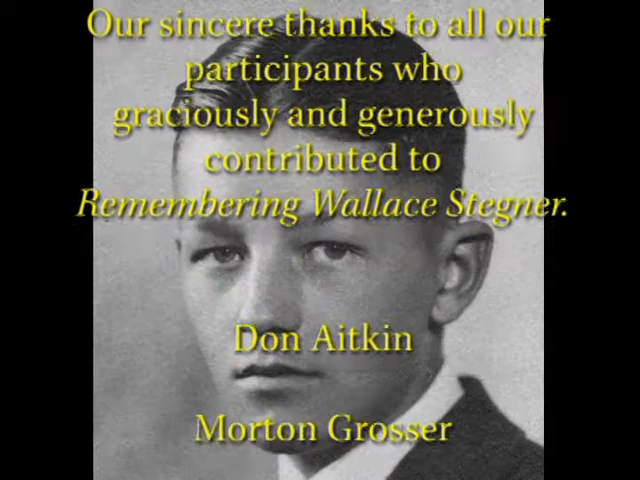 Our sincere thanks to all our
participants who
graciously and generously
contributed to
Remembering Wallace Stegner.
Don Aitkin
Morton Grosser